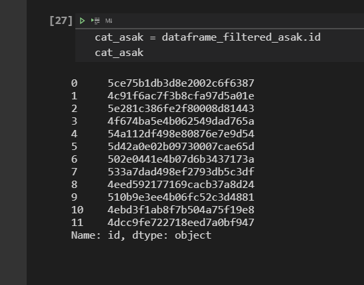 [27] Mi
cat_asak = dataframe_filtered_asak.id
cat_asak
0 5ce75b1db3d8e2002c6f6387
1 4c91f6ac7f3b8cfa97d5a01e
2 5e281c386fe2f80008d81443
3 4f674ba5e4b062549dad765a
4 54a112df498e80876e7e9d54
5 5d42a0e02b09730007cae65d
6 502e0441e4b07d6b3437173a
7 533a7dad498ef2793db5c3df
8 4eed592177169cacb37a8d24
9 510b9e3ee4b06fc52c3d4881
10 4ebd3f1ab8f7b504a75f19e8
11 4dcc9fe722718eed7a0bf947
Name: id, dtype: object